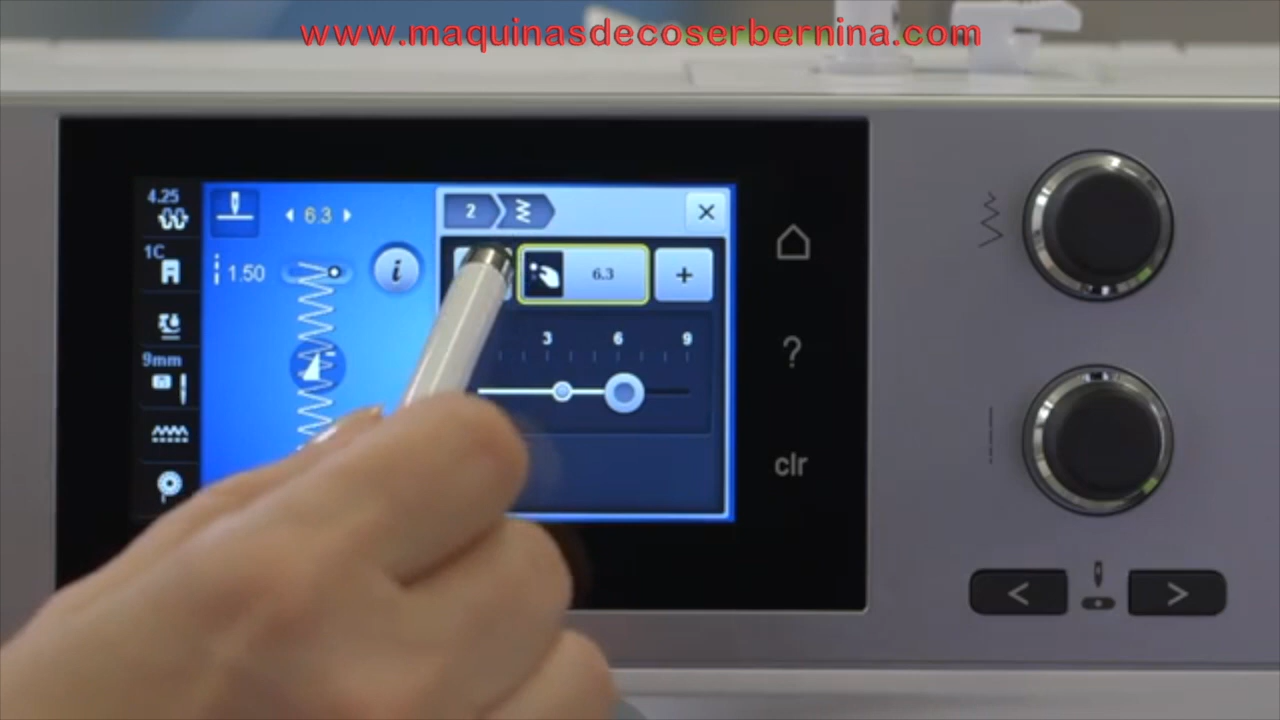 www.maquinasdecoserbernina.com
4.25
6.3
2
1C
1.50
i
6.3
+
3 6 9
9mm
?
clr
< >